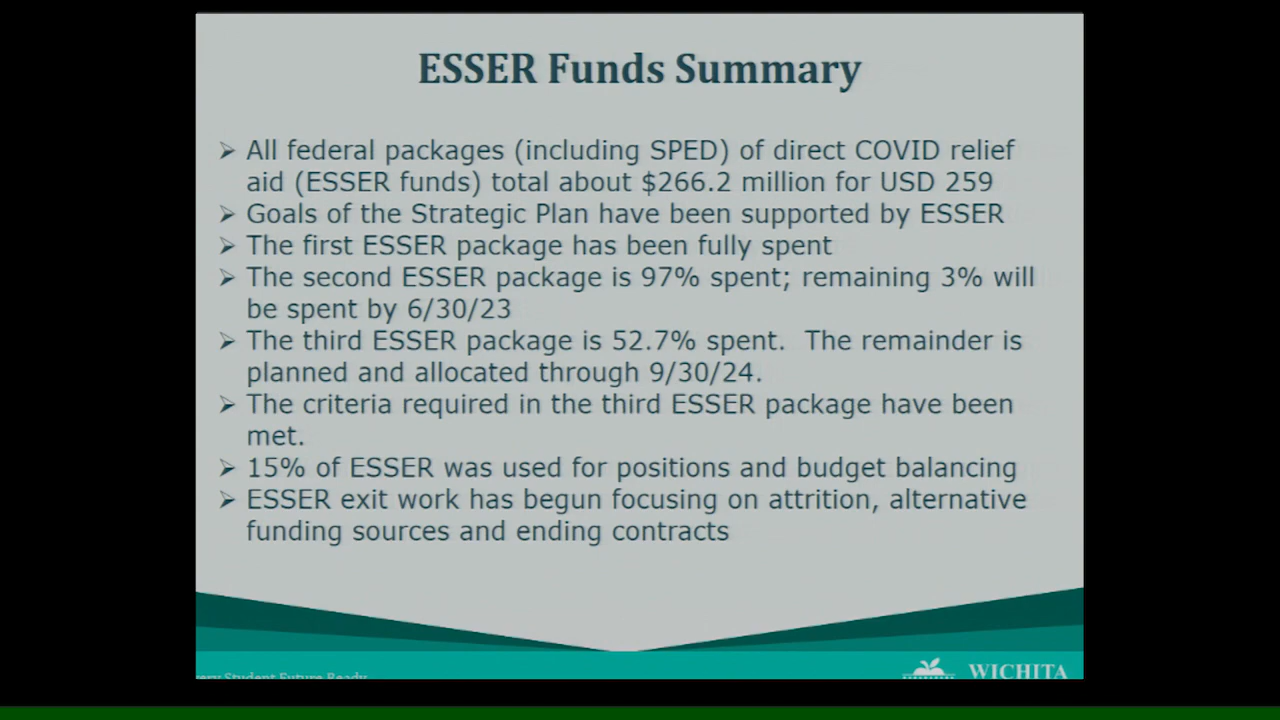 ESSER Funds Summary
➢ All federal packages (including SPED) of direct COVID relief
aid (ESSER funds) total about $266.2 million for USD 259
➢ Goals of the Strategic Plan have been supported by ESSER
➢ The first ESSER package has been fully spent
➢ The second ESSER package is 97% spent; remaining 3% will
be spent by 6/30/23
➢ The third ESSER package is 52.7% spent.  The remainder is
planned and allocated through 9/30/24.
➢ The criteria required in the third ESSER package have been
met.
➢ 15% of ESSER was used for positions and budget balancing
➢ ESSER exit work has begun focusing on attrition, alternative
funding sources and ending contracts
Student Future Ready
WICHITA